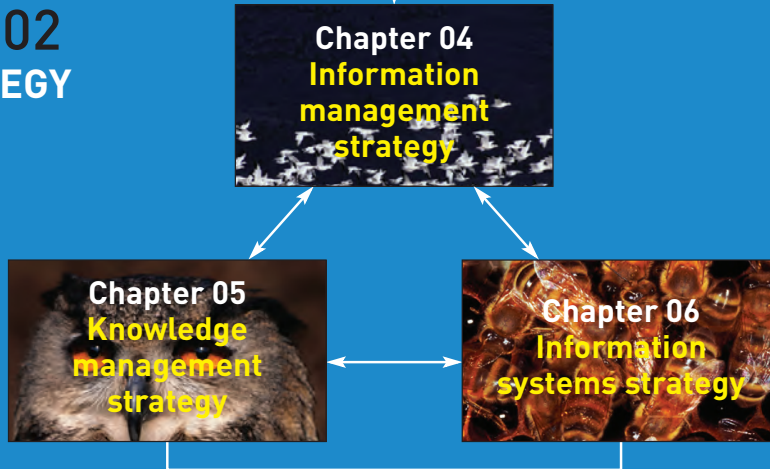 02
EGY
Chapter 04
Information
management
strategy
Chapter 05
Knowledge
management
strategy
Chapter 06
Information
systems strategy